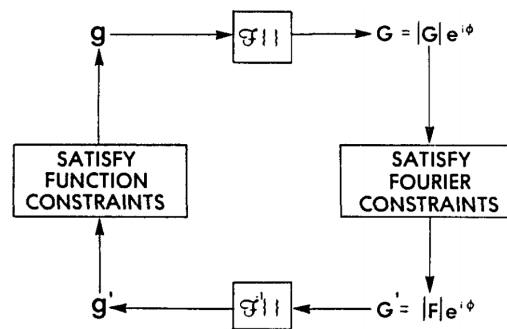 g
ℱ{ }
G = |G| e^{iϕ}
SATISFY
FUNCTION
CONSTRAINTS
SATISFY
FOURIER
CONSTRAINTS
g'
ℱ^{-1}{ }
G' = |F| e^{iϕ}